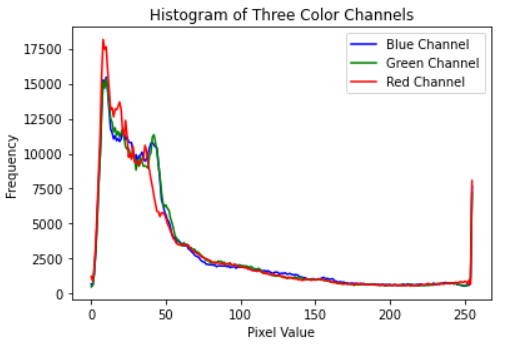 Histogram of Three Color Channels
Blue Channel
Green Channel
Red Channel
17500
15000
12500
10000
7500
5000
2500
0
Frequency
0 50 100 150 200 250
Pixel Value